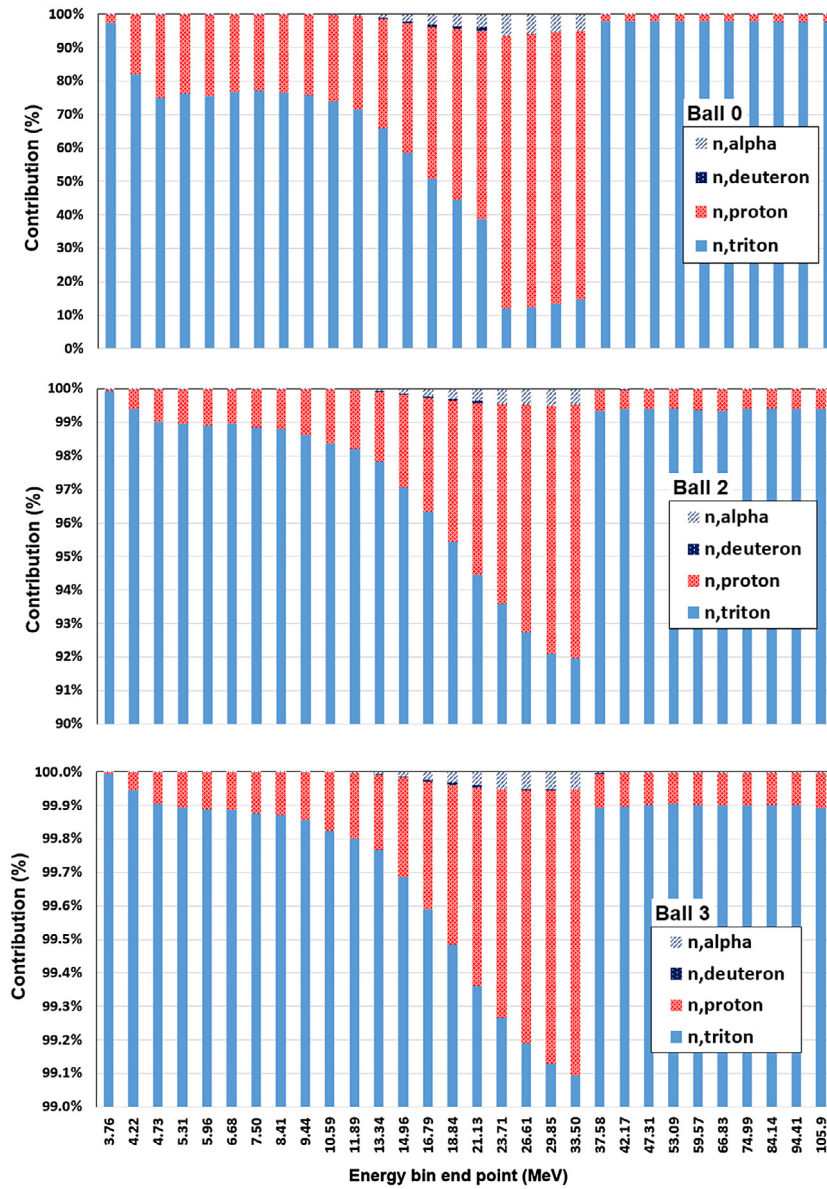 100%
90%
80%
70%
60%
50%
40%
30%
20%
10%
0%
Contribution (%)
Ball 0
n,alpha
n,deuteron
n,proton
n,triton
100%
99%
98%
97%
96%
95%
94%
93%
92%
91%
90%
Contribution (%)
Ball 2
n,alpha
n,deuteron
n,proton
n,triton
100.0%
99.9%
99.8%
99.7%
99.6%
99.5%
99.4%
99.3%
99.2%
99.1%
99.0%
Contribution (%)
Ball 3
n,alpha
n,deuteron
n,proton
n,triton
3.76 4.22 4.73 5.31 5.96 6.68 7.50 8.41 9.44 10.59 11.89 13.34 14.96 16.79 18.84 21.13 23.71 26.61 29.85 33.50 37.58 42.17 47.31 53.09 59.57 66.83 74.99 84.14 94.41 105.9
Energy bin end point (MeV)